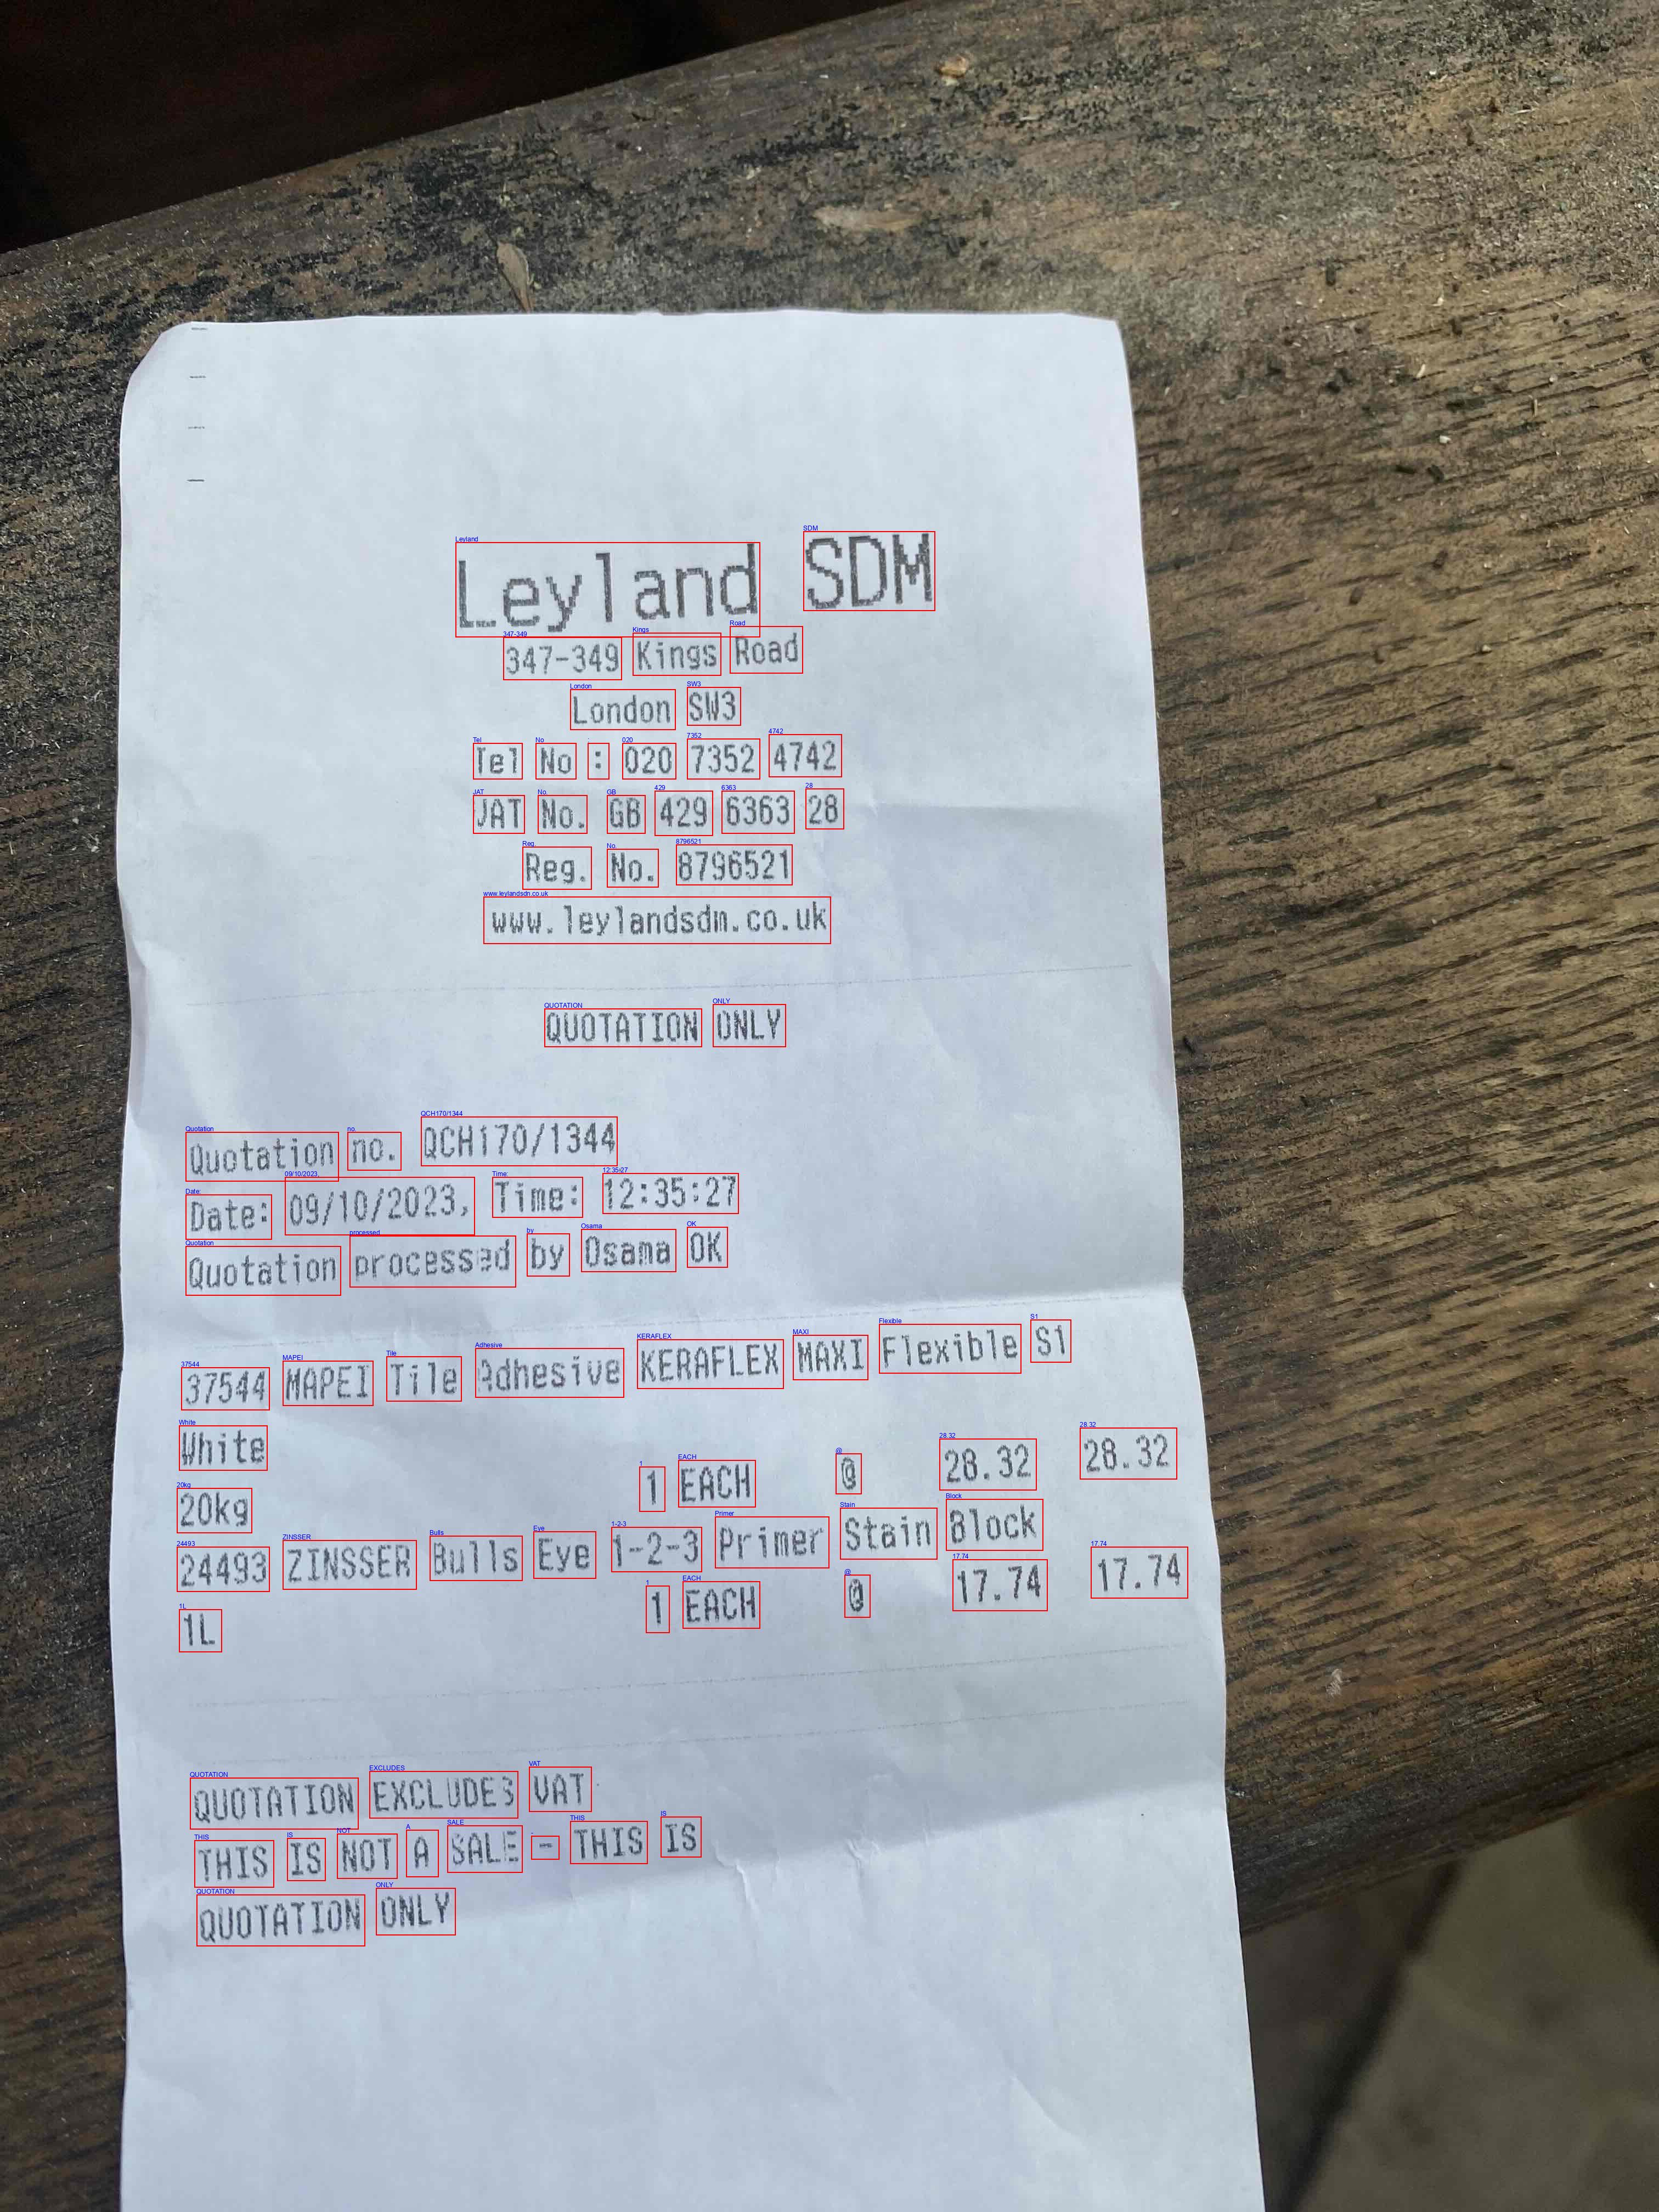 Leyland SDM
347-349 Kings Road
London SW3
Tel No : 020 7352 4742
VAT No. GB 429 6363 28
Reg. No. 8796521
www.leylandsdm.co.uk
QUOTATION ONLY
Quotation no. QCH170/1344
Date: 09/10/2023, Time: 12:35:27
Quotation processed by Osama OK
37544 MAPEI Tile Adhesive KERAFLEX MAXI Flexible S1
White
20kg 1 EACH @ 28.32 28.32
24493 ZINSSER Bulls Eye 1-2-3 Primer Stain Block
1L 1 EACH @ 17.74 17.74
QUOTATION EXCLUDES VAT
THIS IS NOT A SALE - THIS IS
QUOTATION ONLY